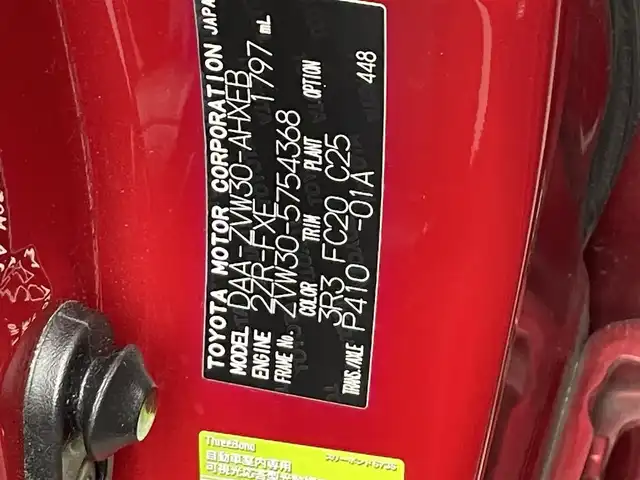 TOYOTA MOTOR CORPORATION JAPA
MODEL DAA-ZVW30-AHXEB
ENGINE 2ZR-FXE 1797 mL
FRAME No. ZVW30-5754368
COLOR TRIM PLANT OPTION
3R3 FC20 C25 448
TRANS./AXLE P410 -01A
ThreeBond
自動車室内専用